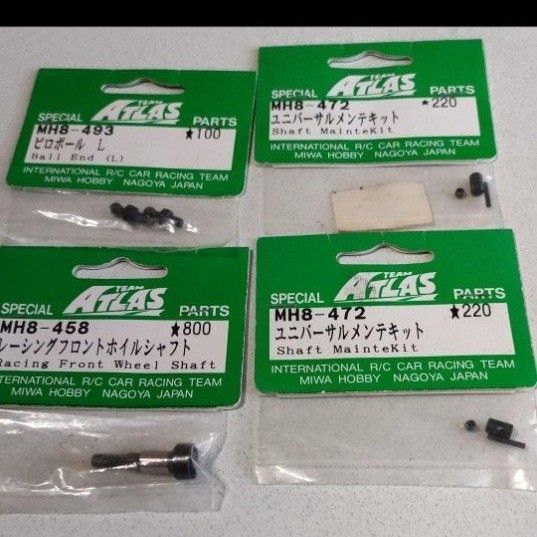 TEAM
ATLAS
SPECIAL PARTS
MH8-493 ★100
ピロボール L
Ball End (L)
INTERNATIONAL R/C CAR RACING TEAM
MIWA HOBBY NAGOYA JAPAN
TEAM
ATLAS
SPECIAL PARTS
MH8-472 ★220
ユニバーサルメンテキット
Shaft MainteKit
INTERNATIONAL R/C CAR RACING TEAM
MIWA HOBBY NAGOYA JAPAN
TEAM
ATLAS
SPECIAL PARTS
MH8-458 ★800
レーシングフロントホイルシャフト
Racing Front Wheel Shaft
INTERNATIONAL R/C CAR RACING TEAM
MIWA HOBBY NAGOYA JAPAN
TEAM
ATLAS
SPECIAL PARTS
MH8-472 ★220
ユニバーサルメンテキット
Shaft MainteKit
INTERNATIONAL R/C CAR RACING TEAM
MIWA HOBBY NAGOYA JAPAN